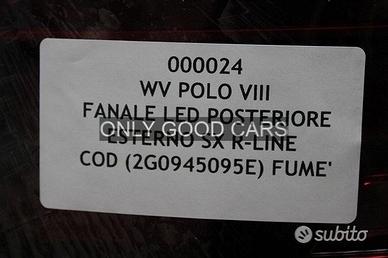 000024
WV POLO VIII
FANALE LED POSTERIORE
ONLY GOOD CARS
ESTERNO SX R-LINE
COD (2G0945095E) FUME'
subito